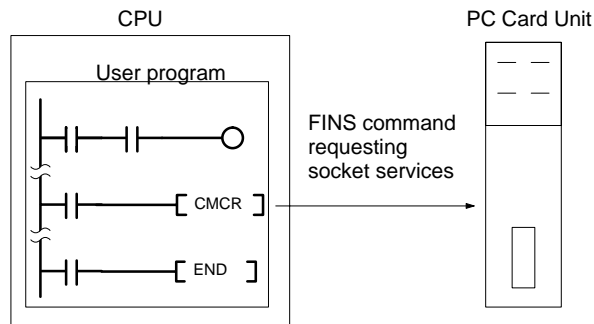 CPU
PC Card Unit
User program
FINS command
requesting
socket services
CMCR
END